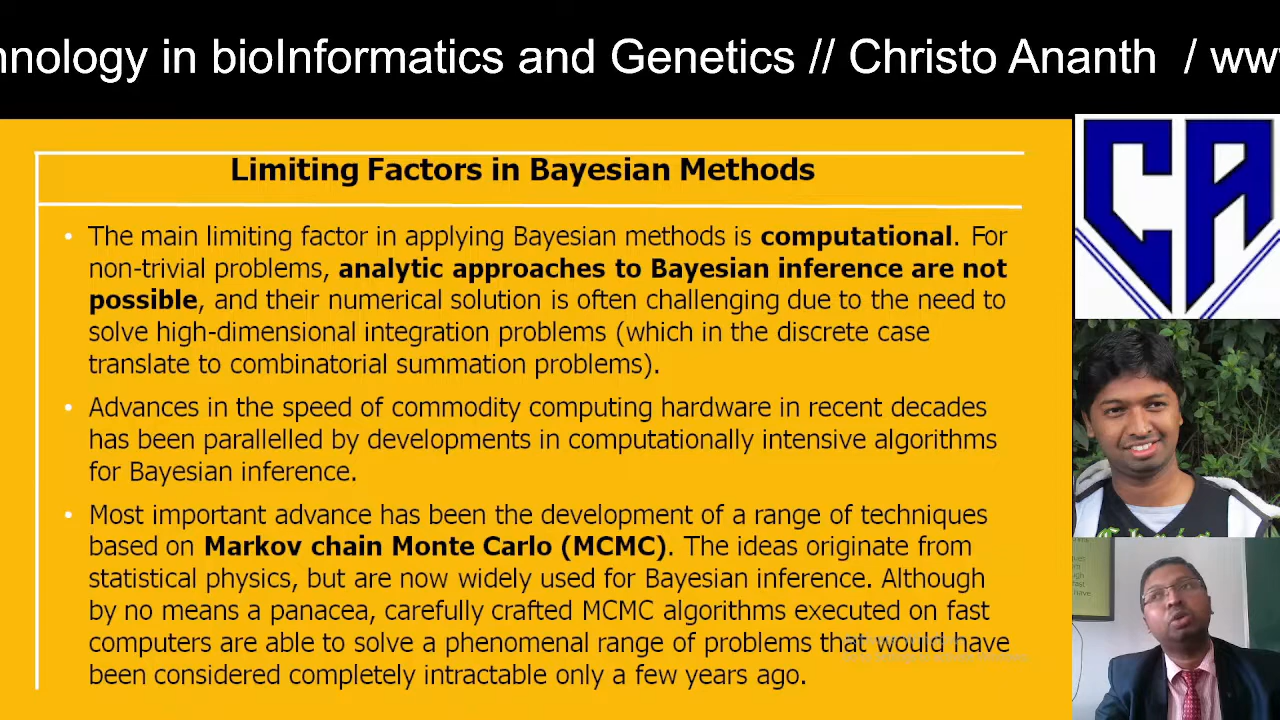 hnology in bioInformatics and Genetics // Christo Ananth / ww
CA
Limiting Factors in Bayesian Methods
• The main limiting factor in applying Bayesian methods is computational. For
non-trivial problems, analytic approaches to Bayesian inference are not
possible, and their numerical solution is often challenging due to the need to
solve high-dimensional integration problems (which in the discrete case
translate to combinatorial summation problems).
• Advances in the speed of commodity computing hardware in recent decades
has been parallelled by developments in computationally intensive algorithms
for Bayesian inference.
• Most important advance has been the development of a range of techniques
based on Markov chain Monte Carlo (MCMC). The ideas originate from
statistical physics, but are now widely used for Bayesian inference. Although
by no means a panacea, carefully crafted MCMC algorithms executed on fast
computers are able to solve a phenomenal range of problems that would have
been considered completely intractable only a few years ago.